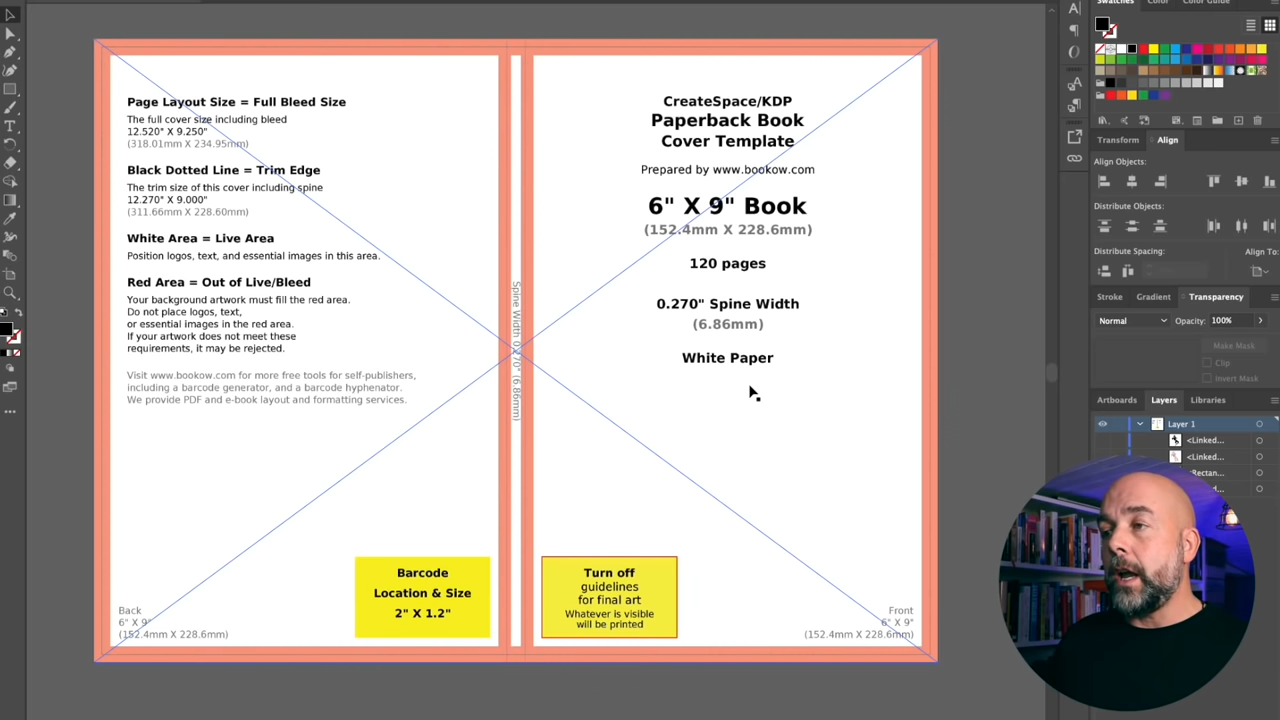 Swatches
Color
Color Guide
Page Layout Size = Full Bleed Size
The full cover size including bleed
12.520" X 9.250"
(318.01mm X 234.95mm)
Black Dotted Line = Trim Edge
The trim size of this cover including spine
12.270" X 9.000"
(311.66mm X 228.60mm)
White Area = Live Area
Position logos, text, and essential images in this area.
Red Area = Out of Live/Bleed
Your background artwork must fill the red area.
Do not place logos, text,
or essential images in the red area.
If your artwork does not meet these
requirements, it may be rejected.
Visit www.bookow.com for more free tools for self-publishers,
including a barcode generator, and a barcode hyphenator.
We provide PDF and e-book layout and formatting services.
Barcode
Location & Size
2" X 1.2"
Back
6" X 9"
(152.4mm X 228.6mm)
Spine Width 0.270" (6.86mm)
CreateSpace/KDP
Paperback Book
Cover Template
Prepared by www.bookow.com
6" X 9" Book
(152.4mm X 228.6mm)
120 pages
0.270" Spine Width
(6.86mm)
White Paper
Turn off
guidelines
for final art
Whatever is visible
will be printed
Front
6" X 9"
(152.4mm X 228.6mm)
Transform
Align
Align Objects:
Distribute Objects:
Distribute Spacing:
Align To:
Stroke
Gradient
Transparency
Normal
Opacity: 100%
Make Mask
Clip
Invert Mask
Artboards
Layers
Libraries
Layer 1
<Linked...
<Linked...